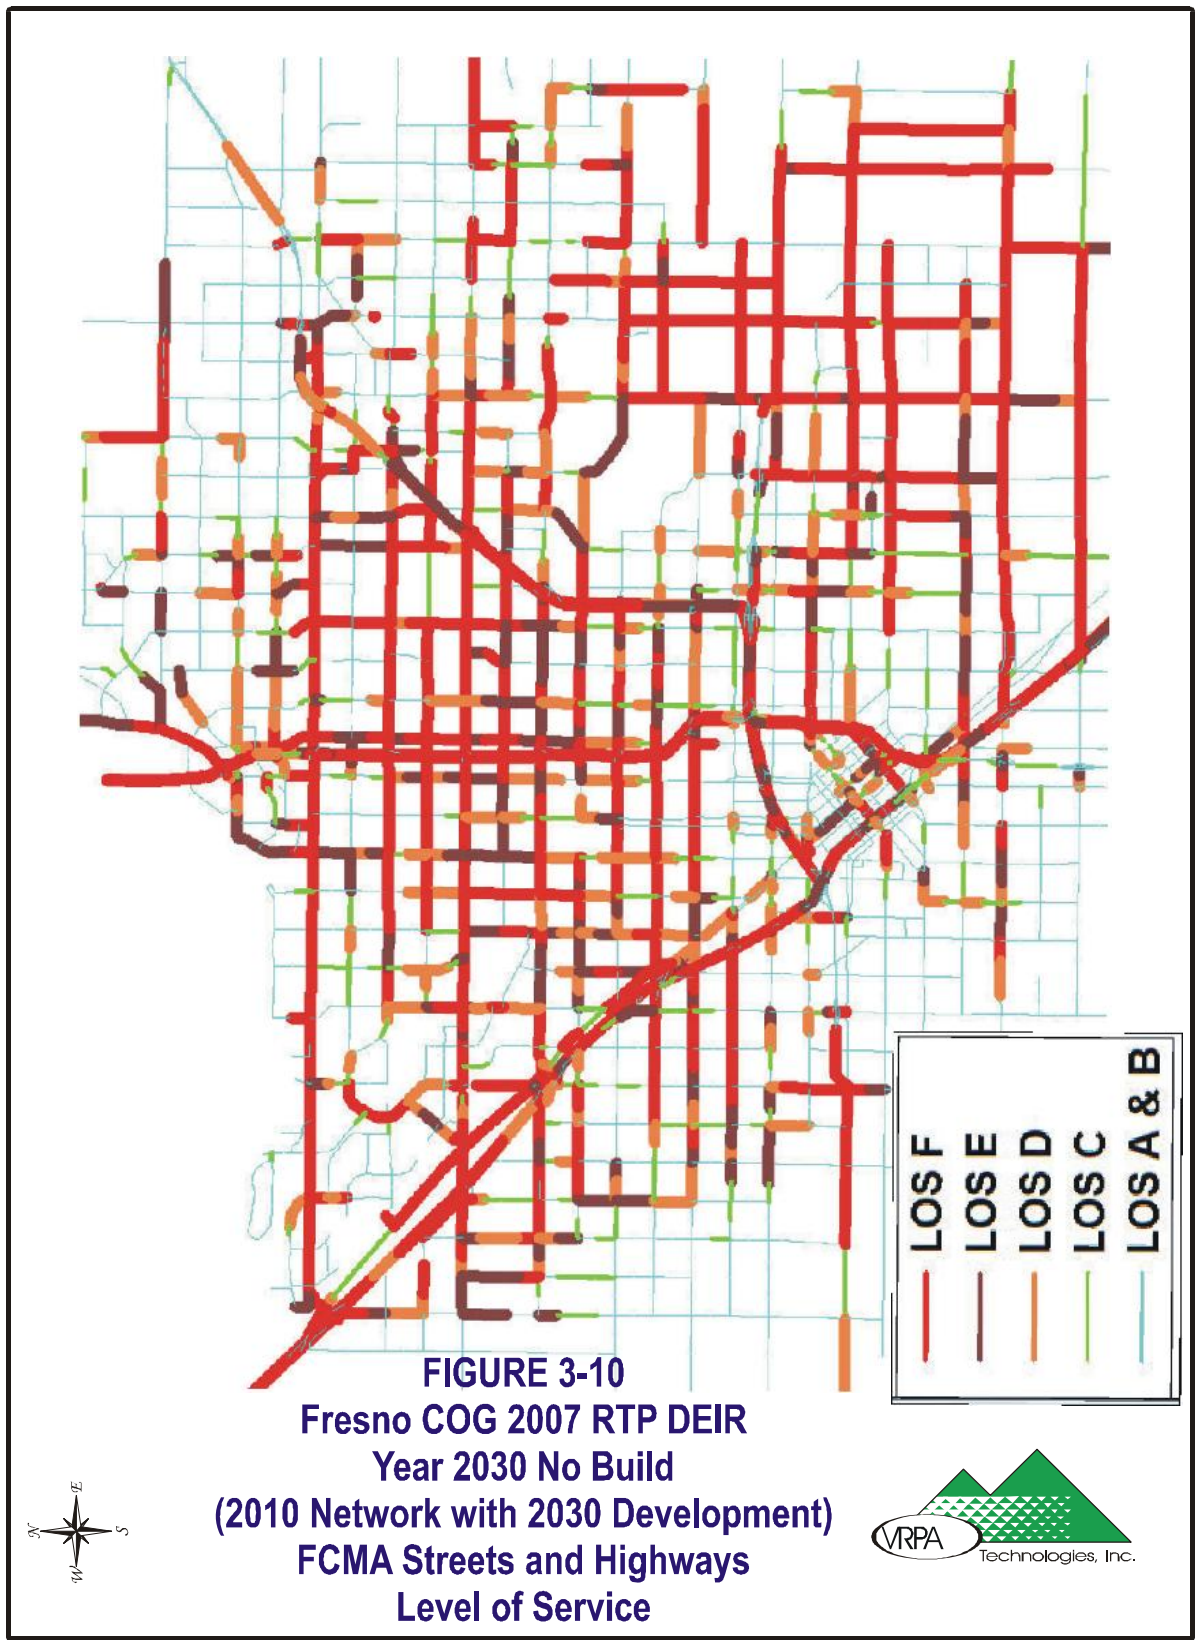 LOS F
LOS E
LOS D
LOS C
LOS A & B
FIGURE 3-10
Fresno COG 2007 RTP DEIR
Year 2030 No Build
(2010 Network with 2030 Development)
FCMA Streets and Highways
Level of Service
E
N
S
W
VRPA
Technologies, Inc.